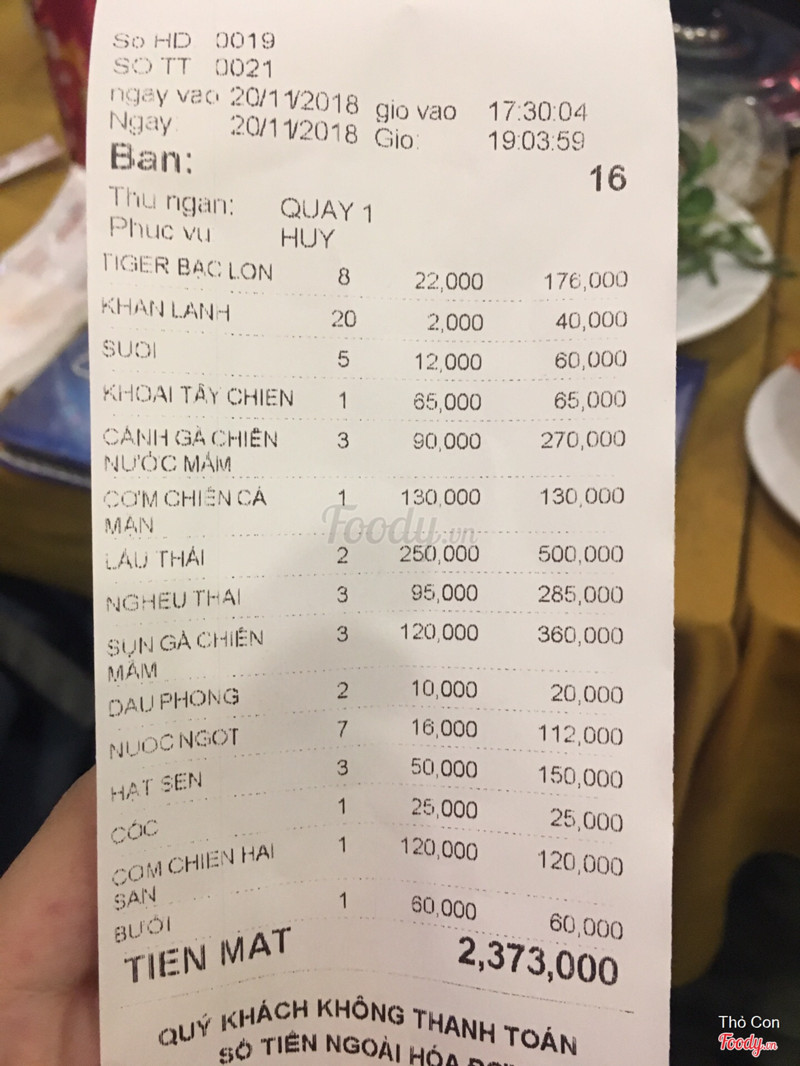 So HD 0019
SO TT 0021
ngay vao 20/11/2018 gio vao 17:30:04
Ngay: 20/11/2018 Gio: 19:03:59
Ban: 16
Thu ngan: QUAY 1
Phuc vu HUY
TIGER BẠC LON 8 22,000 176,000
KHAN LANH 20 2,000 40,000
SUOI 5 12,000 60,000
KHOAI TÂY CHIEN 1 65,000 65,000
CÁNH GÀ CHIÊN 3 90,000 270,000
NƯỚC MẮM
CƠM CHIÊN CÁ 1 130,000 130,000
MẶN
LẨU THÁI 2 250,000 500,000
NGHEU THAI 3 95,000 285,000
SỤN GÀ CHIÊN 3 120,000 360,000
MẮM
DAU PHONG 2 10,000 20,000
NUOC NGOT 7 16,000 112,000
HAT SEN 3 50,000 150,000
CÓC 1 25,000 25,000
COM CHIEN HAI 1 120,000 120,000
SAN
BƯỞI 1 60,000 60,000
TIEN MAT 2,373,000
QUÝ KHÁCH KHÔNG THANH TOÁN
SỐ TIỀN NGOÀI HÓA
Foody.vn
Thỏ Con
Foody.vn